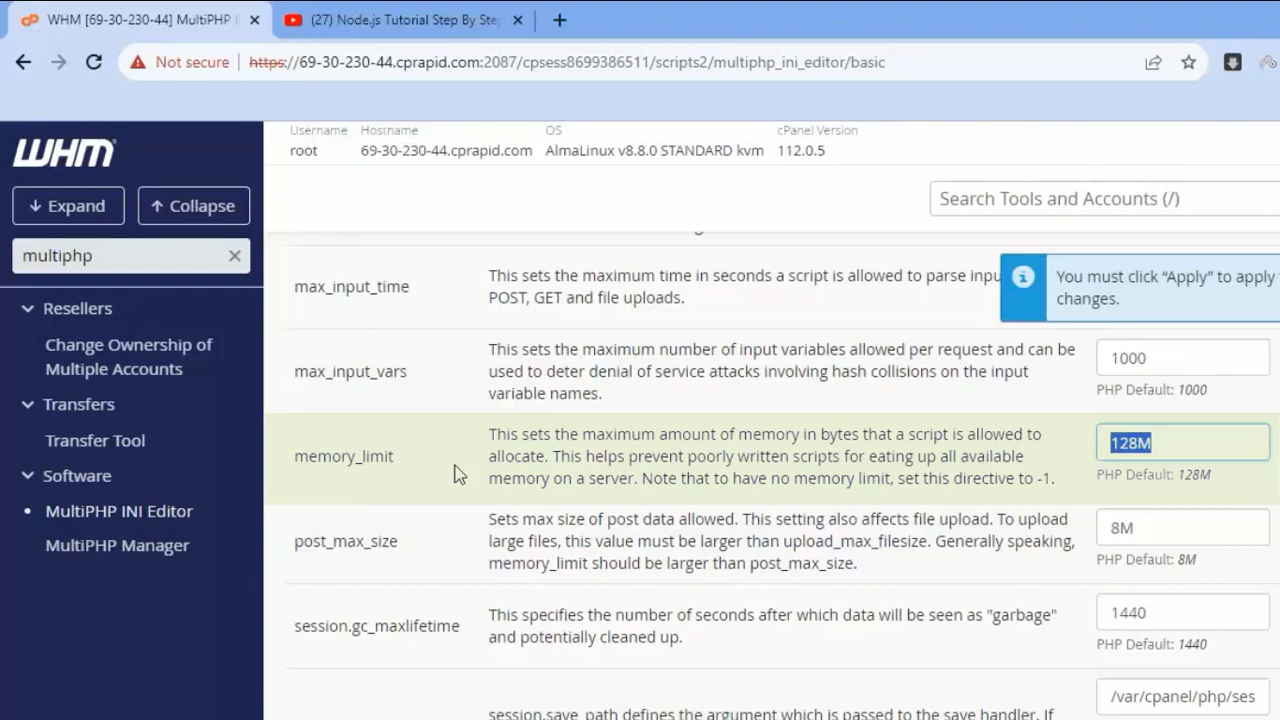 WHM [69-30-230-44] MultiPHP I
(27) Node.js Tutorial Step By Ste
Not secure
https://69-30-230-44.cprapid.com:2087/cpsess8699386511/scripts2/multiphp_ini_editor/basic
WHM
Expand
Collapse
multiphp
Resellers
Change Ownership of
Multiple Accounts
Transfers
Transfer Tool
Software
MultiPHP INI Editor
MultiPHP Manager
Username Hostname OS cPanel Version
root 69-30-230-44.cprapid.com AlmaLinux v8.8.0 STANDARD kvm 112.0.5
Search Tools and Accounts (/)
max_input_time
This sets the maximum time in seconds a script is allowed to parse inpu
POST, GET and file uploads.
You must click “Apply” to apply
changes.
max_input_vars
This sets the maximum number of input variables allowed per request and can be
used to deter denial of service attacks involving hash collisions on the input
variable names.
1000
PHP Default: 1000
memory_limit
This sets the maximum amount of memory in bytes that a script is allowed to
allocate. This helps prevent poorly written scripts for eating up all available
memory on a server. Note that to have no memory limit, set this directive to -1.
128M
PHP Default: 128M
post_max_size
Sets max size of post data allowed. This setting also affects file upload. To upload
large files, this value must be larger than upload_max_filesize. Generally speaking,
memory_limit should be larger than post_max_size.
8M
PHP Default: 8M
session.gc_maxlifetime
This specifies the number of seconds after which data will be seen as "garbage"
and potentially cleaned up.
1440
PHP Default: 1440
session.save_path defines the argument which is passed to the save handler. If
/var/cpanel/php/ses